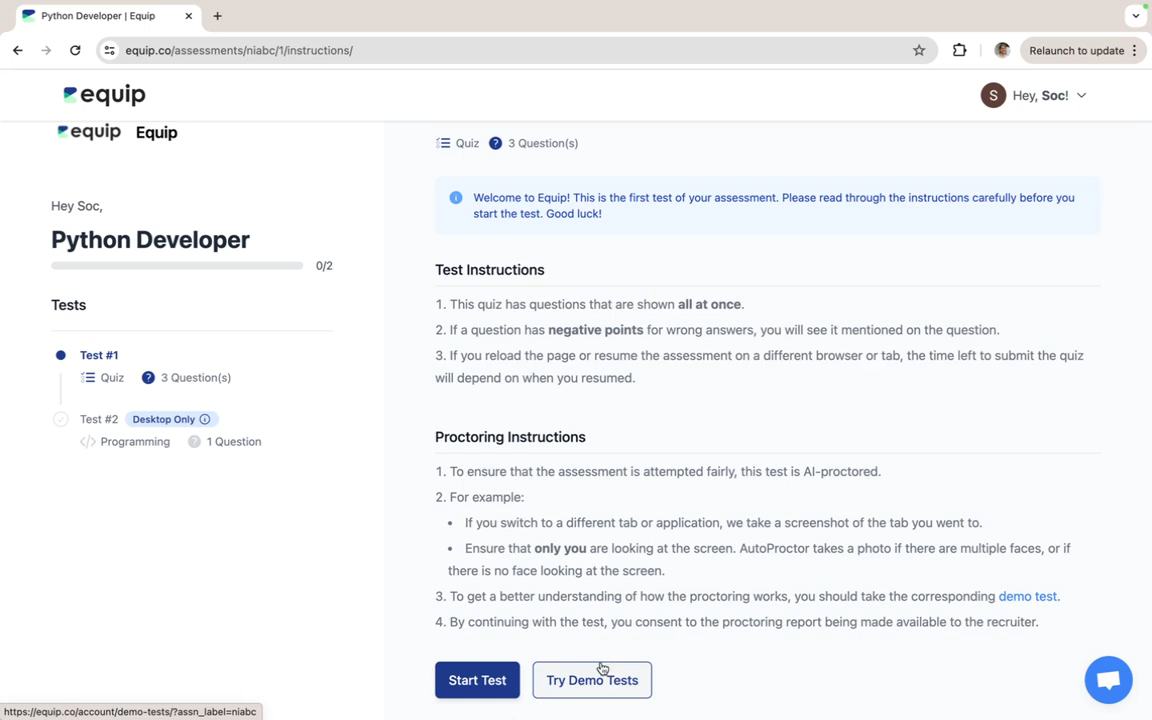 Python Developer | Equip
equip.co/assessments/niabc/1/instructions/
Relaunch to update
equip
S
Hey, Soc!
equip Equip
Hey Soc,
Python Developer
0/2
Tests
Test #1
Quiz ? 3 Question(s)
Test #2 Desktop Only
</> Programming ? 1 Question
Quiz ? 3 Question(s)
Welcome to Equip! This is the first test of your assessment. Please read through the instructions carefully before you
start the test. Good luck!
Test Instructions
1. This quiz has questions that are shown all at once.
2. If a question has negative points for wrong answers, you will see it mentioned on the question.
3. If you reload the page or resume the assessment on a different browser or tab, the time left to submit the quiz
will depend on when you resumed.
Proctoring Instructions
1. To ensure that the assessment is attempted fairly, this test is AI-proctored.
2. For example:
• If you switch to a different tab or application, we take a screenshot of the tab you went to.
• Ensure that only you are looking at the screen. AutoProctor takes a photo if there are multiple faces, or if
there is no face looking at the screen.
3. To get a better understanding of how the proctoring works, you should take the corresponding demo test.
4. By continuing with the test, you consent to the proctoring report being made available to the recruiter.
Start Test
Try Demo Tests
https://equip.co/account/demo-tests/?assn_label=niabc